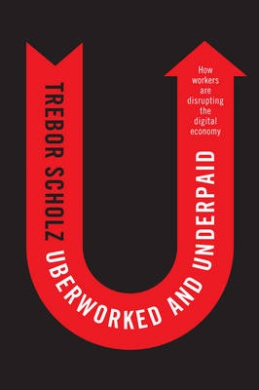 TREBOR SCHOLZ
UBERWORKED AND UNDERPAID
How
workers
are
disrupting
the
digital
economy